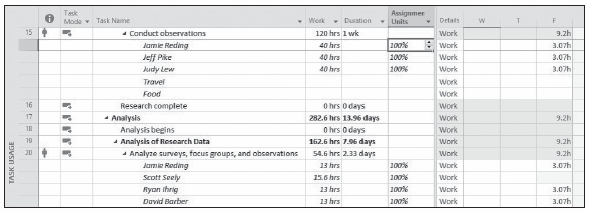 Task Mode Task Name Work Duration Assignmer Units Details W T F
15 Conduct observations 120 hrs 1 wk Work 9.2h
Jamie Reding 40 hrs 100% Work 3.07h
Jeff Pike 40 hrs 100% Work 3.07h
Judy Lew 40 hrs 100% Work 3.07h
Travel Work
Food Work
16 Research complete 0 hrs 0 days Work
17 Analysis 282.6 hrs 13.96 days Work 9.2h
18 Analysis begins 0 hrs 0 days Work
19 Analysis of Research Data 162.6 hrs 7.96 days Work 9.2h
20 Analyze surveys, focus groups, and observations 54.6 hrs 2.33 days Work 9.2h
Jamie Reding 13 hrs 100% Work 3.07h
Scott Seely 15.6 hrs 100% Work
Ryan Ihrig 13 hrs 100% Work 3.07h
David Barber 13 hrs 100% Work 3.07h
TASK USAGE